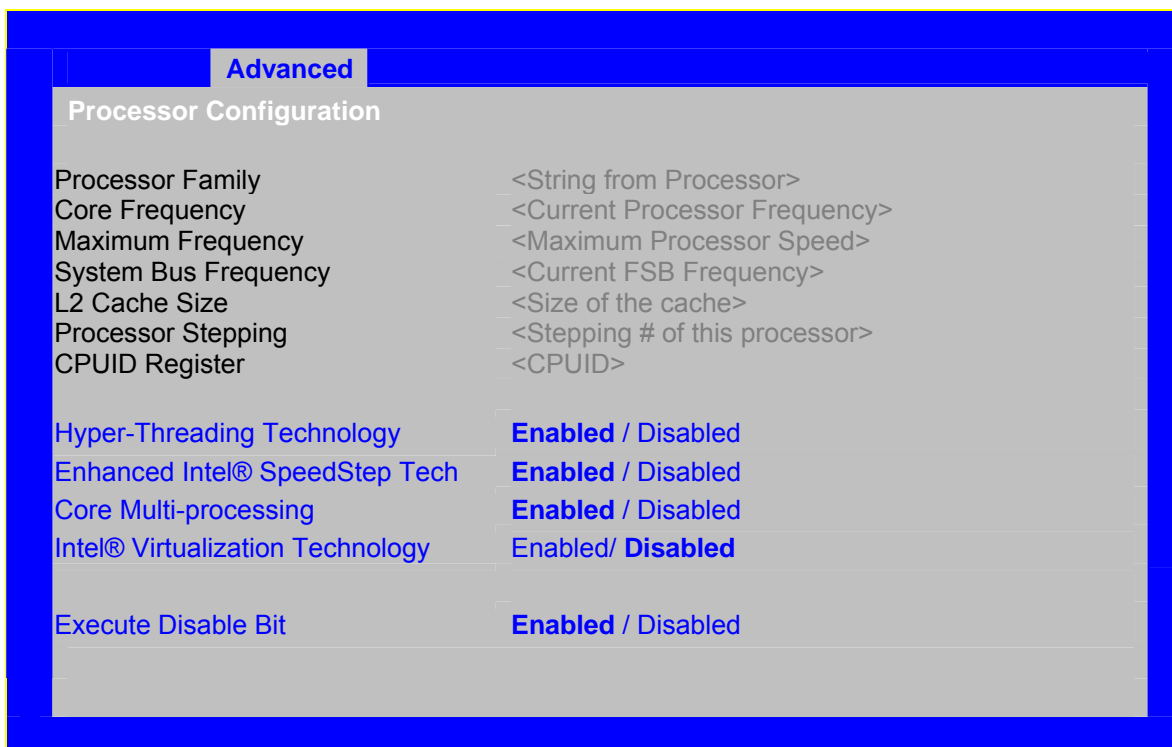 Advanced
Processor Configuration
Processor Family <String from Processor>
Core Frequency <Current Processor Frequency>
Maximum Frequency <Maximum Processor Speed>
System Bus Frequency <Current FSB Frequency>
L2 Cache Size <Size of the cache>
Processor Stepping <Stepping # of this processor>
CPUID Register <CPUID>
Hyper-Threading Technology Enabled / Disabled
Enhanced Intel® SpeedStep Tech Enabled / Disabled
Core Multi-processing Enabled / Disabled
Intel® Virtualization Technology Enabled/ Disabled
Execute Disable Bit Enabled / Disabled